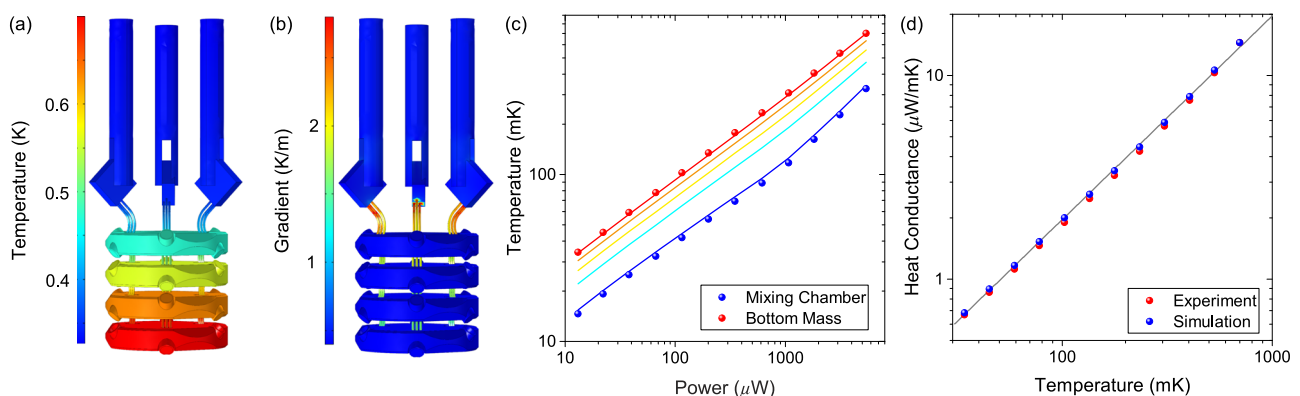 (a)
Temperature (K)
0.6
0.5
0.4
(b)
Gradient (K/m)
2
1
(c)
Temperature (mK)
100
10
10
100
1000
Power (μW)
Mixing Chamber
Bottom Mass
(d)
Heat Conductance (μW/mK)
10
1
100
1000
Temperature (mK)
Experiment
Simulation